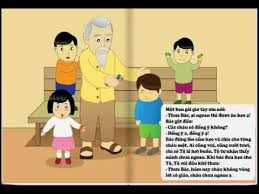 Một bạn gái giơ tay xin nói:
- Thưa Bác, ai ngoan thì được ăn kẹo ạ!
Bác gật đầu:
- Các cháu có đồng ý không?
- Đồng ý ạ, đồng ý ạ!
Bác đứng lên cầm túi kẹo và chia cho từng
cháu một. Ai cũng vui, cũng cười tươi,
chỉ có Tộ là hơi buồn. Tộ tự nhận thấy
mình chưa ngoan. Khi bác đưa kẹo cho
Tộ, Tộ cúi đầu khẽ thưa:
- Thưa Bác, hôm nay cháu không vâng
lời cô giáo, cháu chưa ngoan ạ